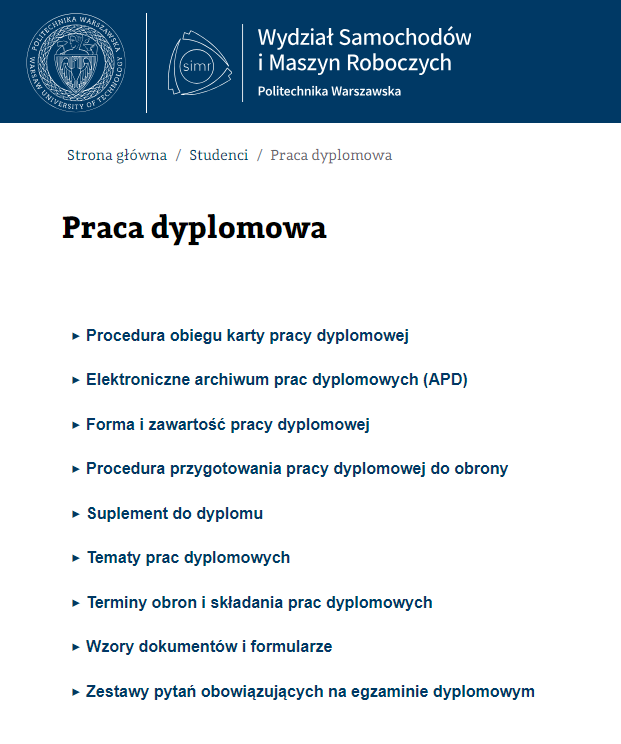 POLITECHNIKA WARSZAWSKA
WARSAW UNIVERSITY OF TECHNOLOGY
simr
Wydział Samochodów
i Maszyn Roboczych
Politechnika Warszawska
Strona główna / Studenci / Praca dyplomowa
Praca dyplomowa
▸ Procedura obiegu karty pracy dyplomowej
▸ Elektroniczne archiwum prac dyplomowych (APD)
▸ Forma i zawartość pracy dyplomowej
▸ Procedura przygotowania pracy dyplomowej do obrony
▸ Suplement do dyplomu
▸ Tematy prac dyplomowych
▸ Terminy obron i składania prac dyplomowych
▸ Wzory dokumentów i formularze
▸ Zestawy pytań obowiązujących na egzaminie dyplomowym